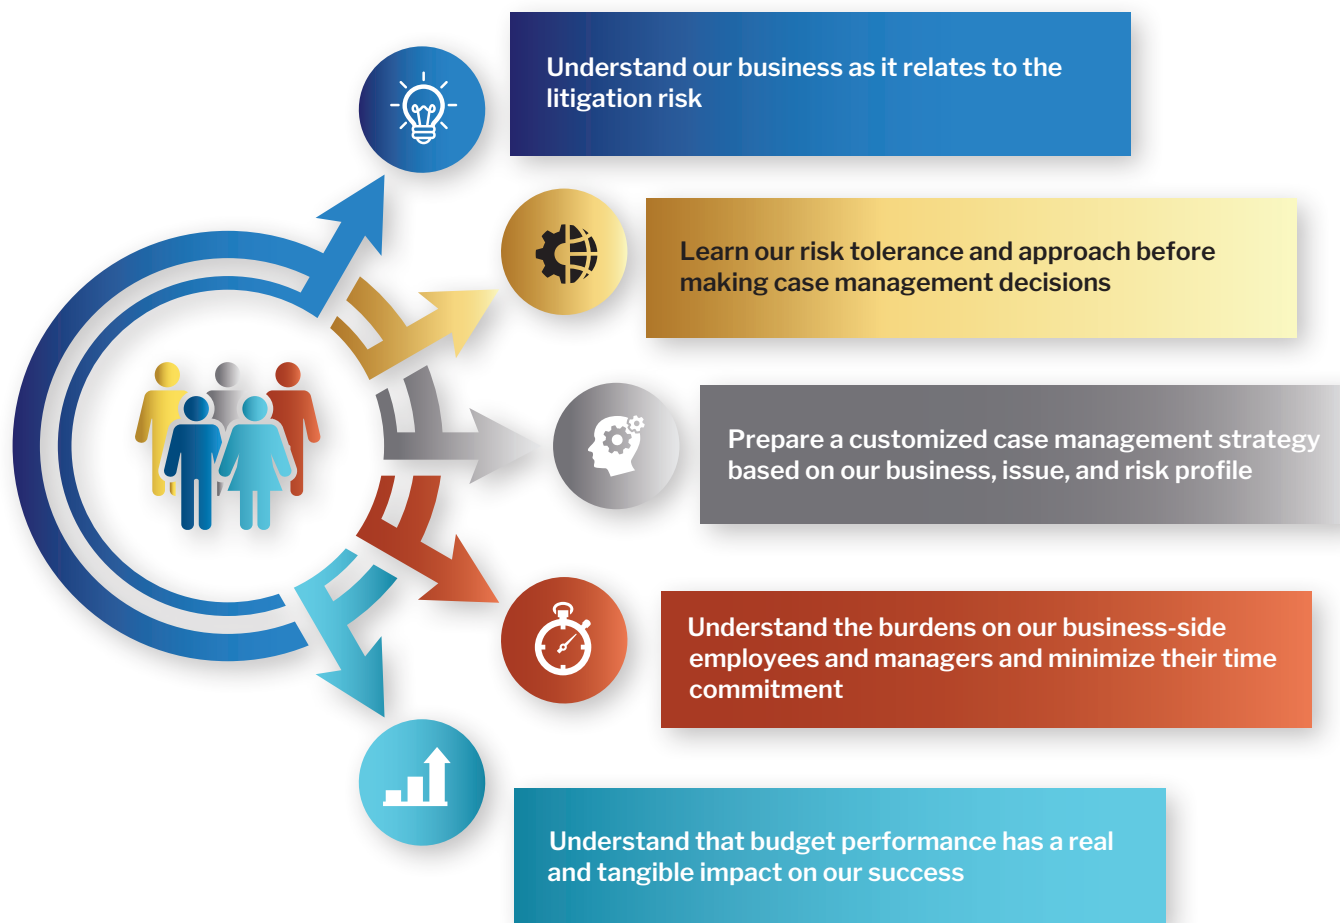 Understand our business as it relates to the
litigation risk
Learn our risk tolerance and approach before
making case management decisions
Prepare a customized case management strategy
based on our business, issue, and risk profile
Understand the burdens on our business-side
employees and managers and minimize their time
commitment
Understand that budget performance has a real
and tangible impact on our success